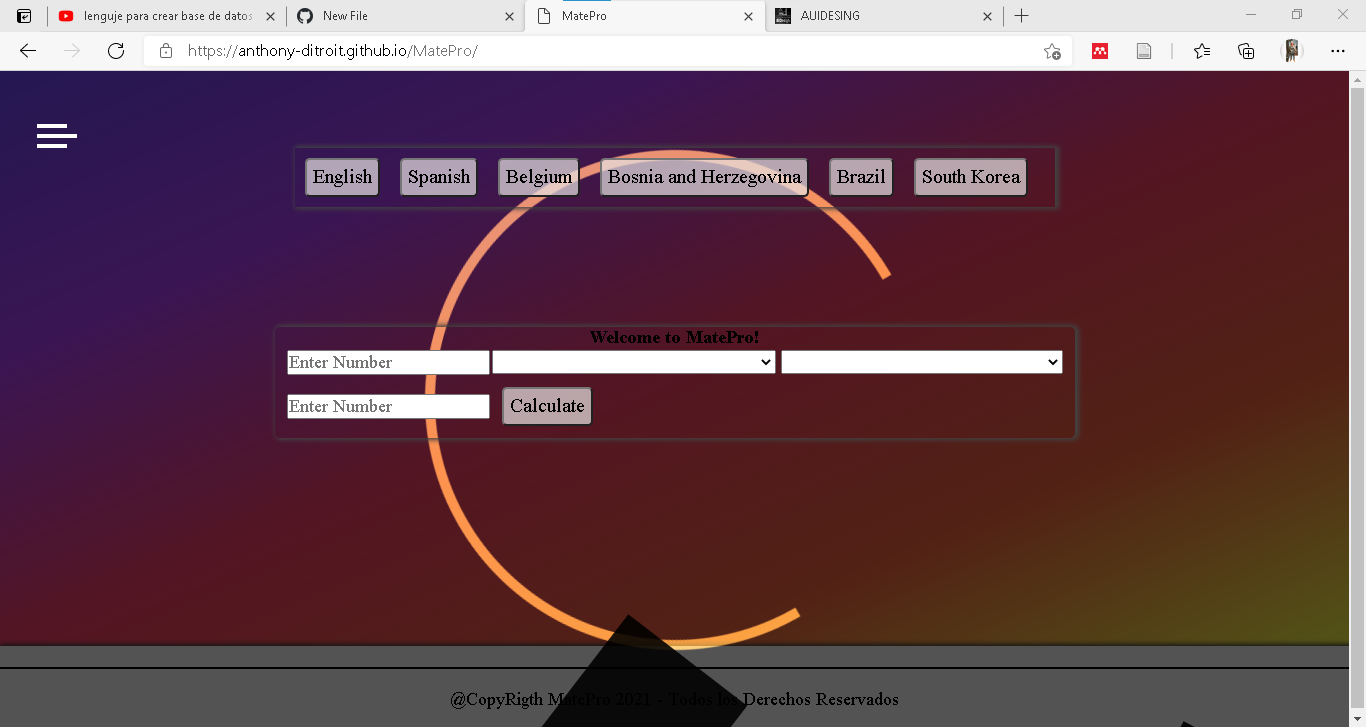 lenguje para crear base de datos
New File
MatePro
AUIDESING
https://anthony-ditroit.github.io/MatePro/
English Spanish Belgium Bosnia and Herzegovina Brazil South Korea
Welcome to MatePro!
Enter Number
Enter Number Calculate
@CopyRigth MatePro 2021 - Todos los Derechos Reservados